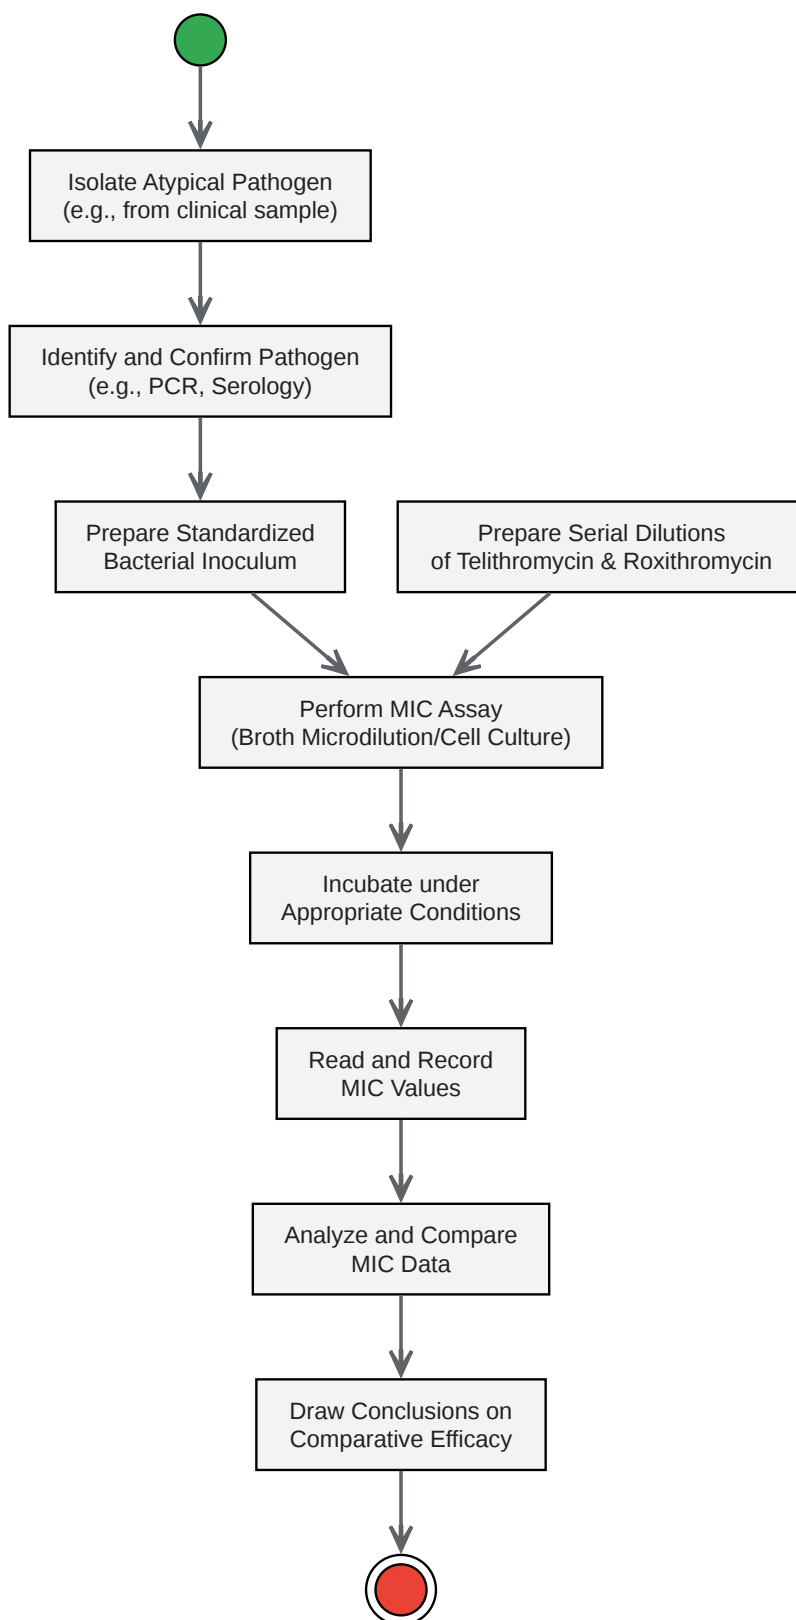 Isolate Atypical Pathogen
(e.g., from clinical sample)
Identify and Confirm Pathogen
(e.g., PCR, Serology)
Prepare Standardized
Bacterial Inoculum
Prepare Serial Dilutions
of Telithromycin & Roxithromycin
Perform MIC Assay
(Broth Microdilution/Cell Culture)
Incubate under
Appropriate Conditions
Read and Record
MIC Values
Analyze and Compare
MIC Data
Draw Conclusions on
Comparative Efficacy